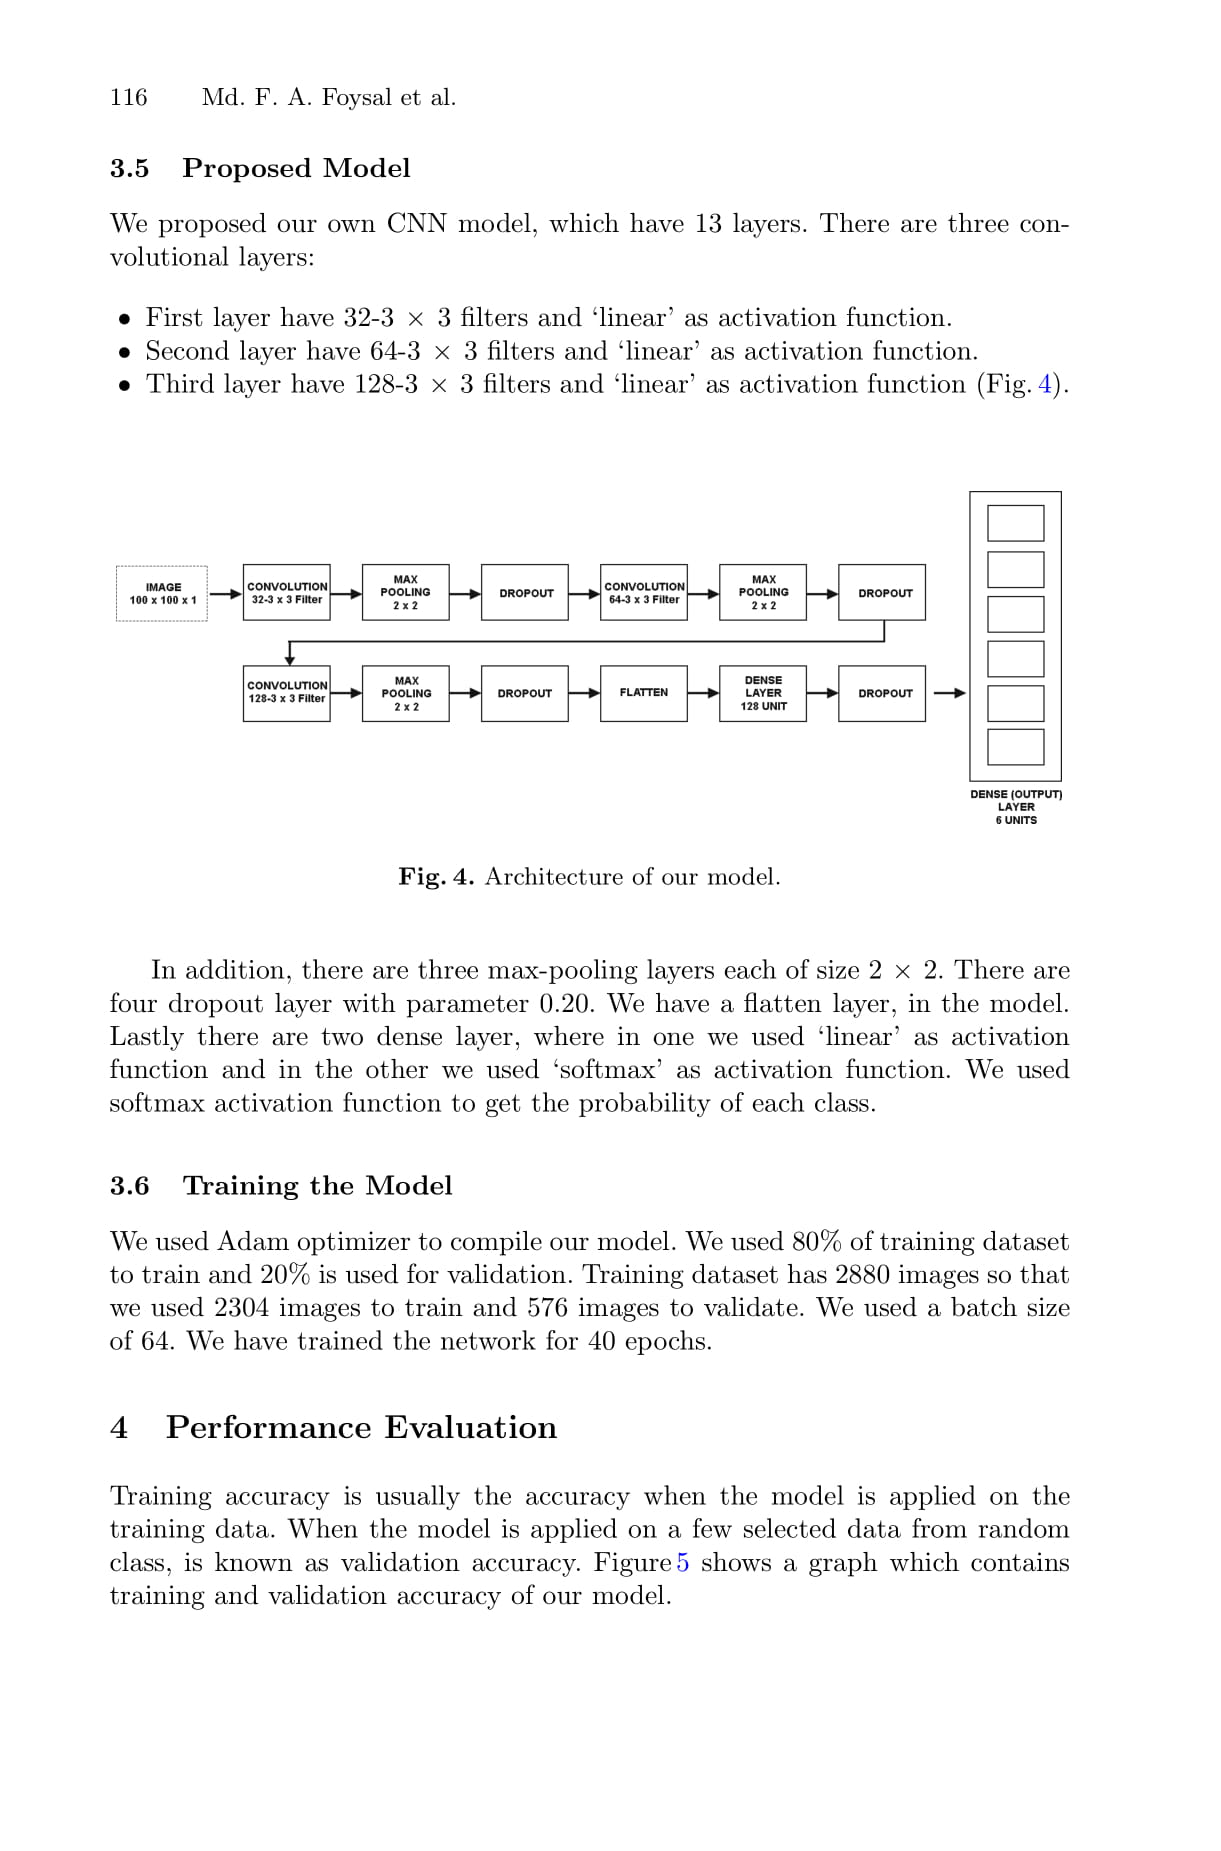 116 Md. F. A. Foysal et al.
3.5 Proposed Model
We proposed our own CNN model, which have 13 layers. There are three con-
volutional layers:
• First layer have 32-3 × 3 filters and ‘linear’ as activation function.
• Second layer have 64-3 × 3 filters and ‘linear’ as activation function.
• Third layer have 128-3 × 3 filters and ‘linear’ as activation function (Fig. 4).
IMAGE
100 x 100 x 1
CONVOLUTION
32-3 x 3 Filter
MAX
POOLING
2 x 2
DROPOUT
CONVOLUTION
64-3 x 3 Filter
MAX
POOLING
2 x 2
DROPOUT
CONVOLUTION
128-3 x 3 Filter
MAX
POOLING
2 x 2
DROPOUT
FLATTEN
DENSE
LAYER
128 UNIT
DROPOUT
DENSE (OUTPUT)
LAYER
6 UNITS
Fig. 4. Architecture of our model.
In addition, there are three max-pooling layers each of size 2 × 2. There are
four dropout layer with parameter 0.20. We have a flatten layer, in the model.
Lastly there are two dense layer, where in one we used ‘linear’ as activation
function and in the other we used ‘softmax’ as activation function. We used
softmax activation function to get the probability of each class.
3.6 Training the Model
We used Adam optimizer to compile our model. We used 80% of training dataset
to train and 20% is used for validation. Training dataset has 2880 images so that
we used 2304 images to train and 576 images to validate. We used a batch size
of 64. We have trained the network for 40 epochs.
4 Performance Evaluation
Training accuracy is usually the accuracy when the model is applied on the
training data. When the model is applied on a few selected data from random
class, is known as validation accuracy. Figure 5 shows a graph which contains
training and validation accuracy of our model.